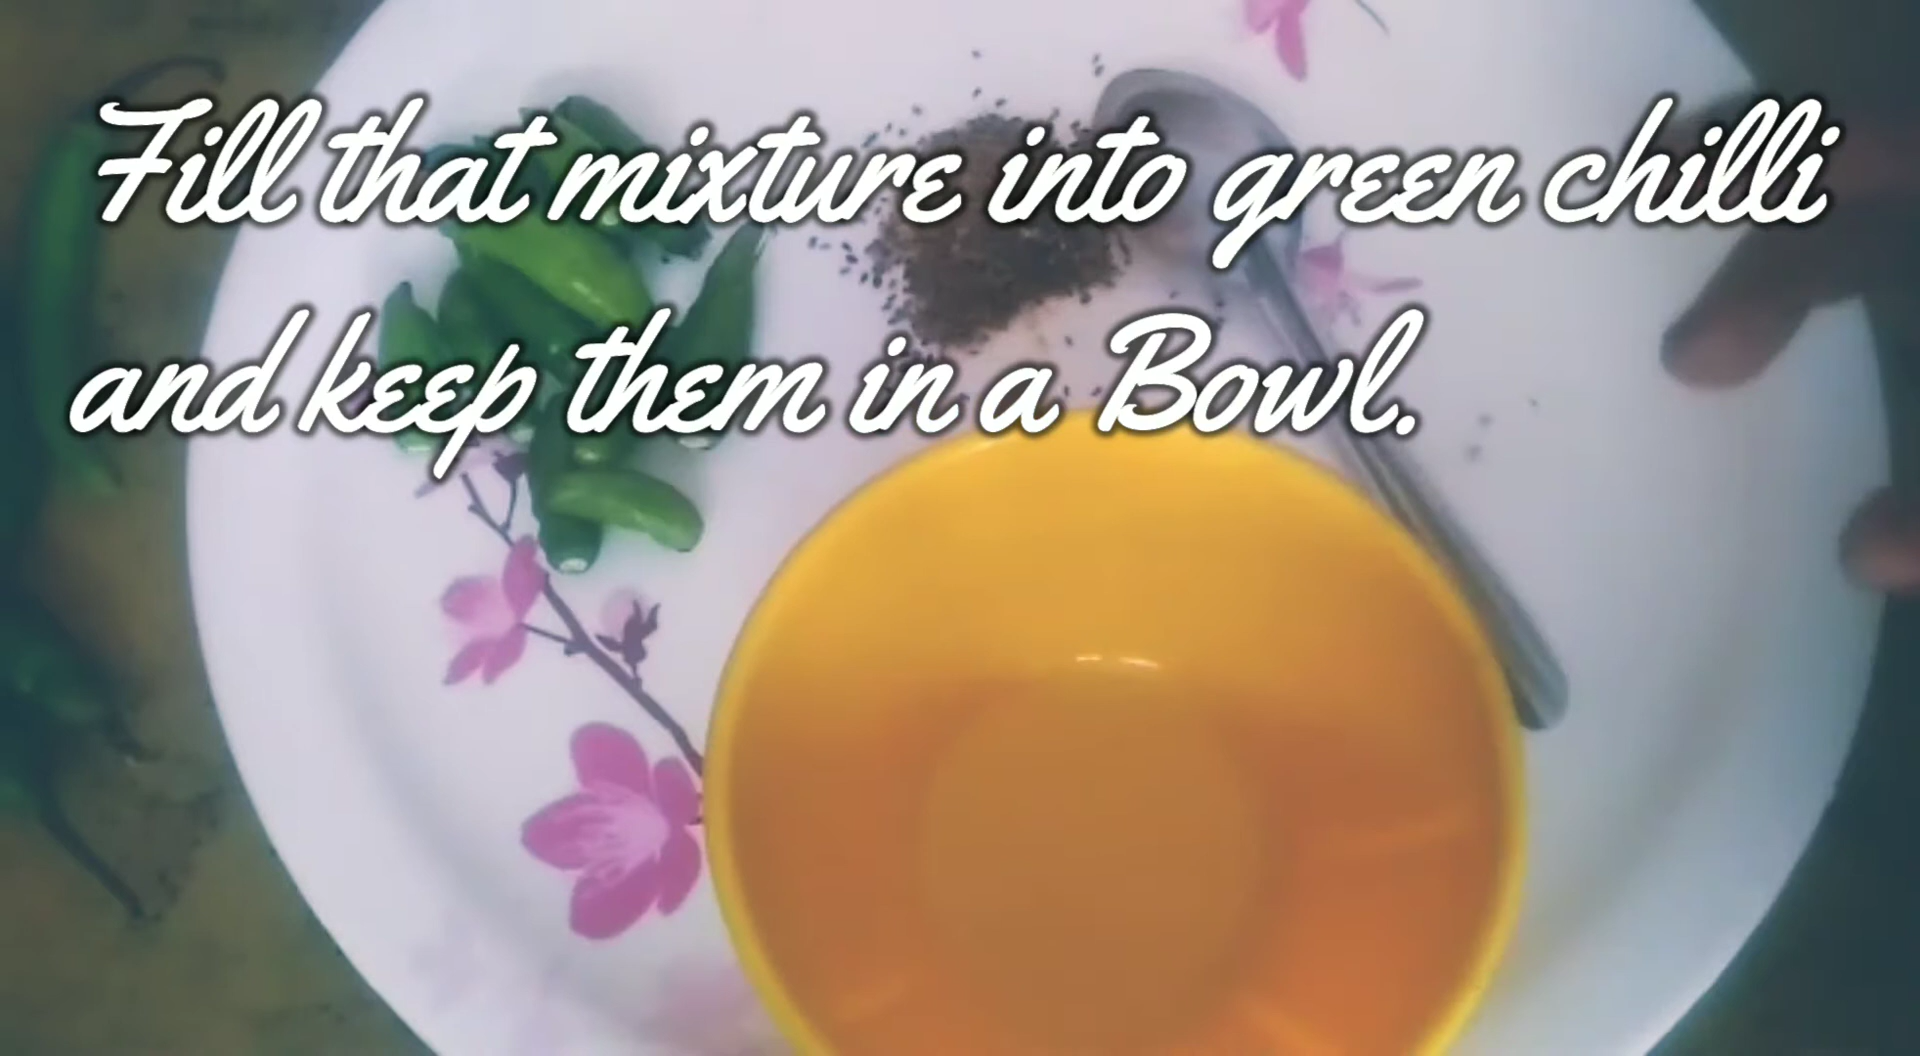 Fill that mixture into green chilli
and keep them in a Bowl.